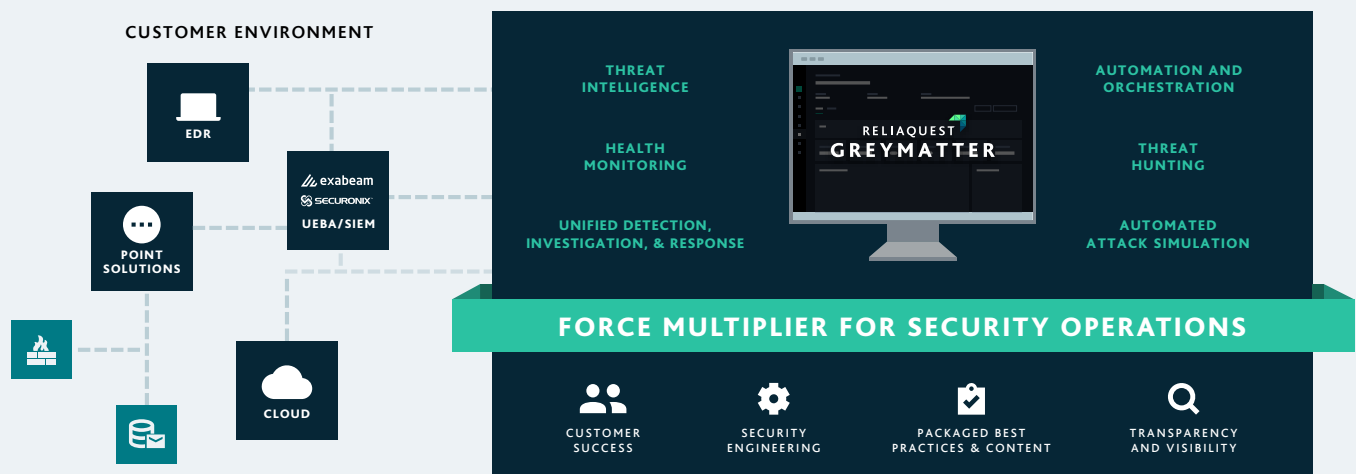 CUSTOMER ENVIRONMENT
EDR
exabeam
SECURONIX
UEBA/SIEM
POINT
SOLUTIONS
CLOUD
THREAT
INTELLIGENCE
HEALTH
MONITORING
UNIFIED DETECTION,
INVESTIGATION, & RESPONSE
RELIAQUEST
GREYMATTER
AUTOMATION AND
ORCHESTRATION
THREAT
HUNTING
AUTOMATED
ATTACK SIMULATION
FORCE MULTIPLIER FOR SECURITY OPERATIONS
CUSTOMER
SUCCESS
SECURITY
ENGINEERING
PACKAGED BEST
PRACTICES & CONTENT
TRANSPARENCY
AND VISIBILITY